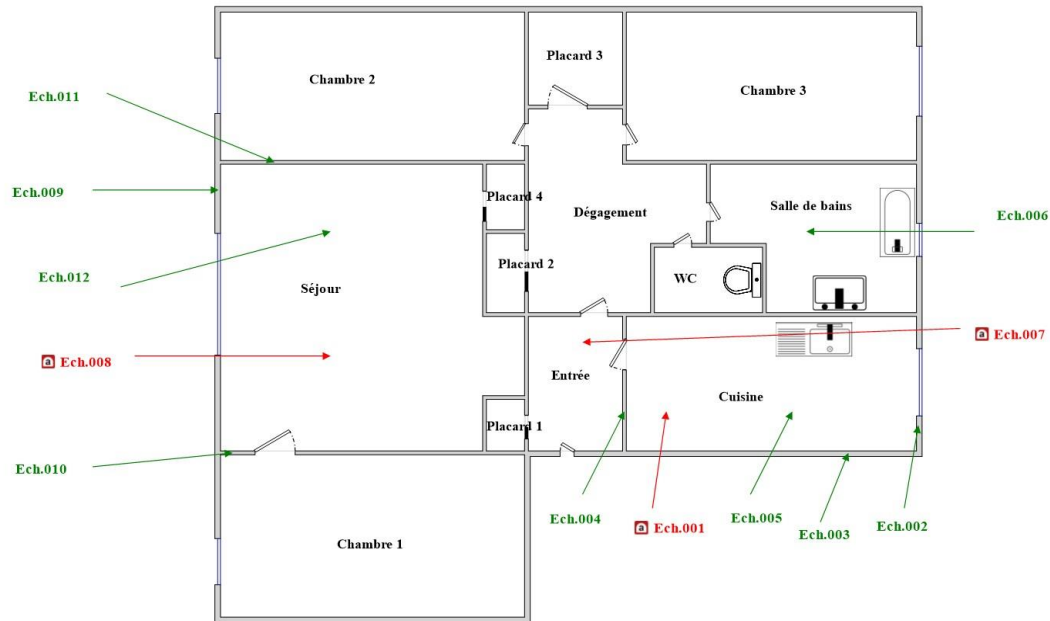 Placard 3
Chambre 2
Chambre 3
Ech.011
Ech.009
Placard 4
Salle de bains
Dégagement
Ech.006
Placard 2
Ech.012
WC
Séjour
a Ech.007
a Ech.008
Entrée
Cuisine
Placard 1
Ech.010
Ech.004
Ech.005
Ech.002
a Ech.001
Ech.003
Chambre 1